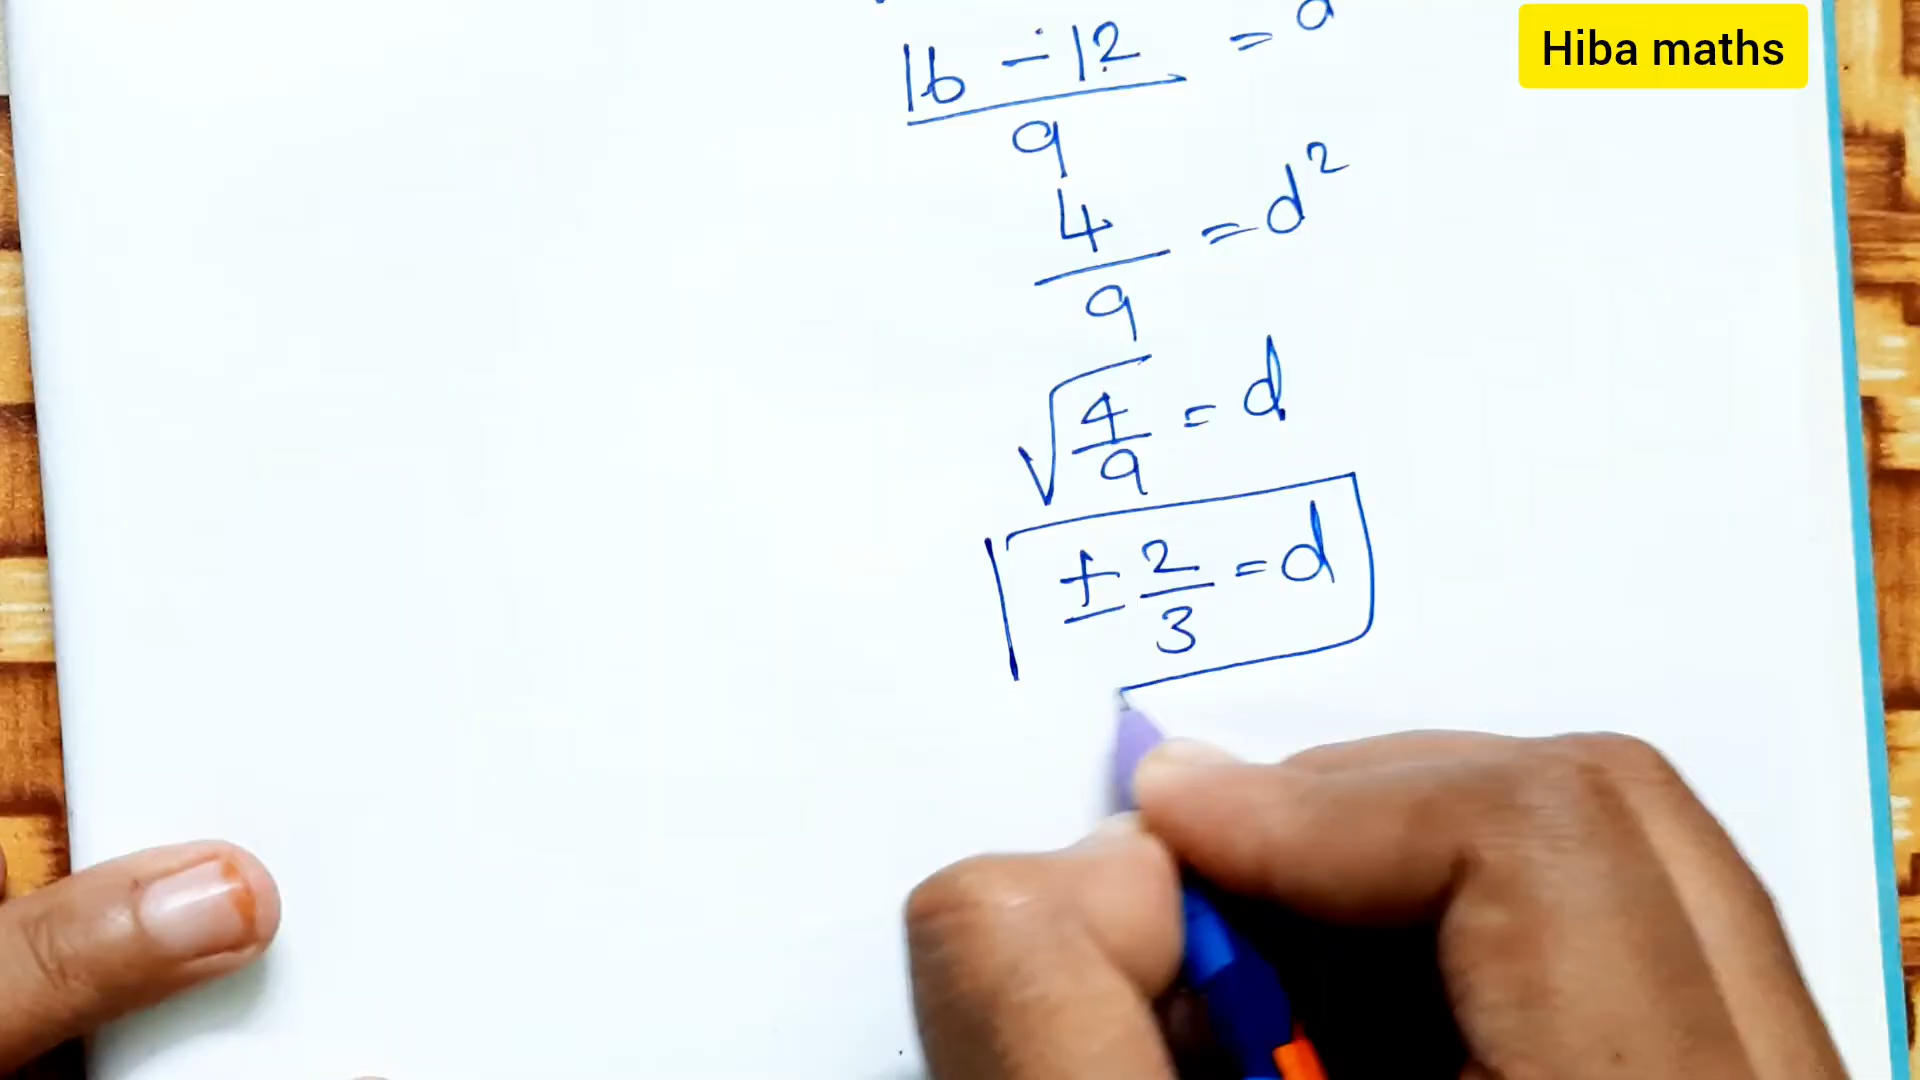 Hiba maths
16 - 12 = d
9
4 = d²
9
√4/9 = d
± 2/3 = d